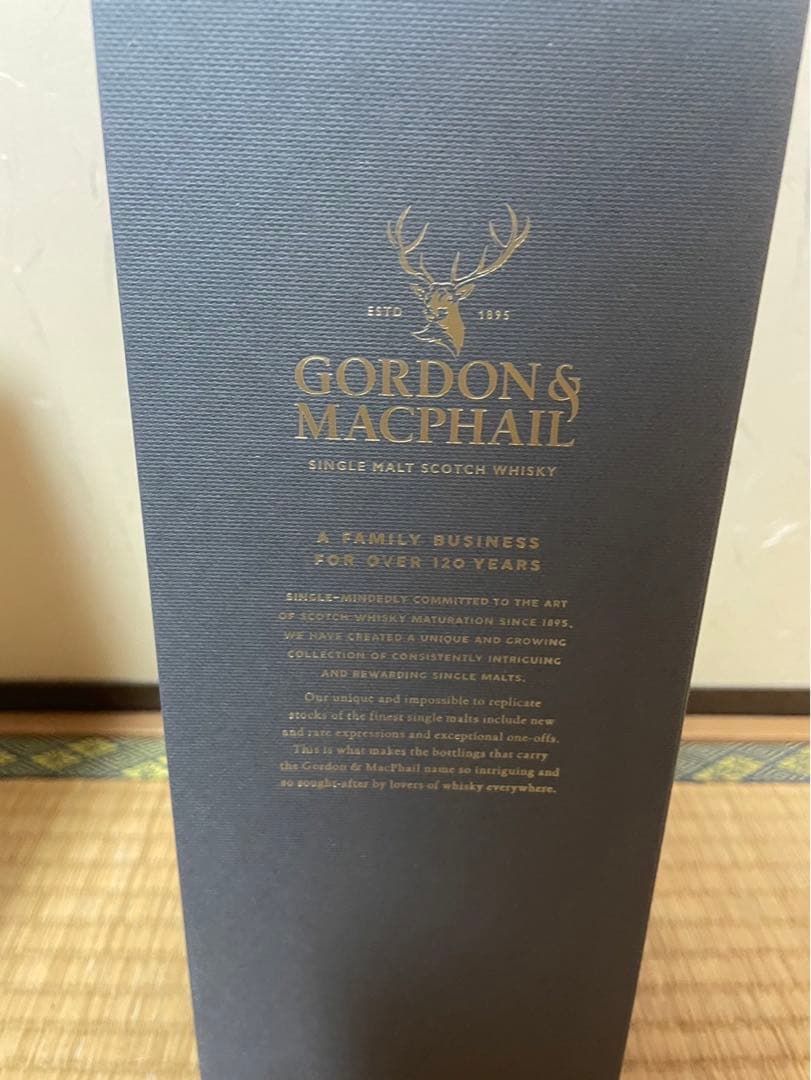 ESTD 1895
GORDON &
MACPHAIL
SINGLE MALT SCOTCH WHISKY
A FAMILY BUSINESS
FOR OVER 120 YEARS
SINGLE-MINDEDLY COMMITTED TO THE ART
OF SCOTCH WHISKY MATURATION SINCE 1895,
WE HAVE CREATED A UNIQUE AND GROWING
COLLECTION OF CONSISTENTLY INTRIGUING
AND REWARDING SINGLE MALTS.
Our unique and impossible to replicate
stocks of the finest single malts include new
and rare expressions and exceptional one-offs.
This is what makes the bottlings that carry
the Gordon & MacPhail name so intriguing and
so sought-after by lovers of whisky everywhere.